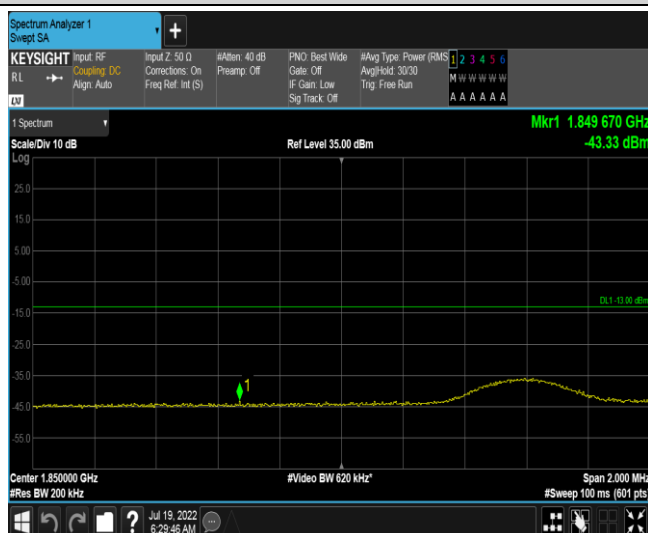 Spectrum Analyzer 1
Swept SA
+
KEYSIGHT
RL
LXI
Input: RF
Coupling: DC
Align: Auto
Input Z: 50 Ω
Corrections: On
Freq Ref: Int (S)
#Atten: 40 dB
Preamp: Off
PNO: Best Wide
Gate: Off
IF Gain: Low
Sig Track: Off
#Avg Type: Power (RMS
Avg|Hold: 30/30
Trig: Free Run
1 2 3 4 5 6
M W W W W W
A A A A A A
1 Spectrum
Scale/Div 10 dB
Ref Level 35.00 dBm
Mkr1 1.849 670 GHz
-43.33 dBm
Log
25.0
15.0
5.00
-5.00
DL1 -13.00 dBm
-15.0
-25.0
-35.0
1
-45.0
-55.0
Center 1.850000 GHz
#Res BW 200 kHz
#Video BW 620 kHz*
Span 2.000 MHz
#Sweep 100 ms (601 pts)
?
Jul 19, 2022
6:29:46 AM